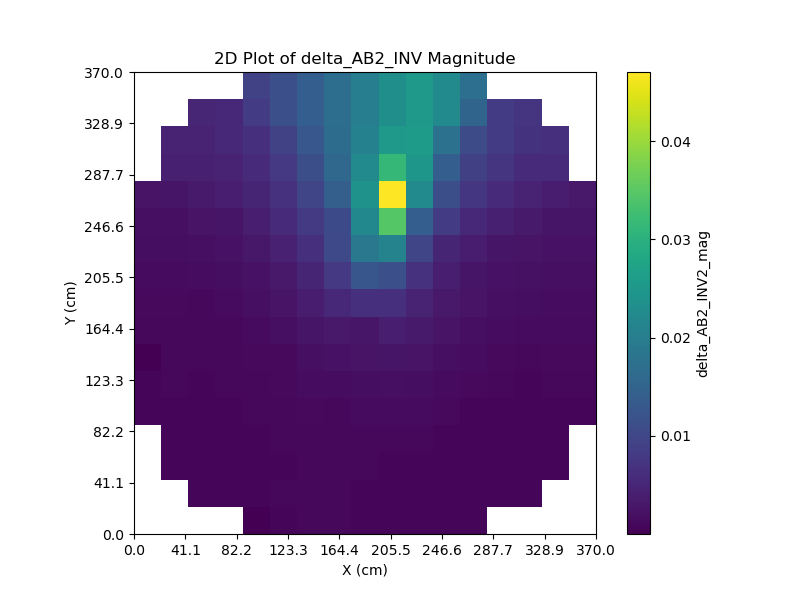 2D Plot of delta_AB2_INV Magnitude
370.0
328.9
287.7
246.6
205.5
164.4
123.3
82.2
41.1
0.0
Y (cm)
0.0 41.1 82.2 123.3 164.4 205.5 246.6 287.7 328.9 370.0
X (cm)
0.04
0.03
0.02
0.01
delta_AB2_INV2_mag